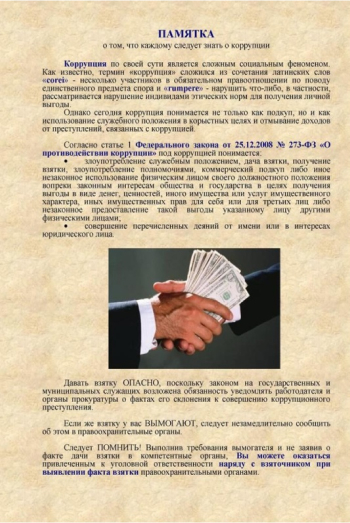 ПАМЯТКА
о том, что каждому следует знать о коррупции
Коррупция по своей сути является сложным социальным феноменом.
Как известно, термин «коррупция» сложился из сочетания латинских слов
«corei» - несколько участников в обязательном правоотношении по поводу
единственного предмета спора и «rumpere» - нарушить что-либо, в частности,
рассматривается нарушение индивидами этических норм для получения личной
выгоды.
Однако сегодня коррупция понимается не только как подкуп, но и как
использование служебного положения в корыстных целях и отмывание доходов
от преступлений, связанных с коррупцией.
Согласно статье 1 Федерального закона от 25.12.2008 № 273-ФЗ «О
противодействии коррупции» под коррупцией понимается:
• злоупотребление служебным положением, дача взятки, получение
взятки, злоупотребление полномочиями, коммерческий подкуп либо иное
незаконное использование физическим лицом своего должностного положения
вопреки законным интересам общества и государства в целях получения
выгоды в виде денег, ценностей, иного имущества или услуг имущественного
характера, иных имущественных прав для себя или для третьих лиц либо
незаконное предоставление такой выгоды указанному лицу другими
физическими лицами;
• совершение перечисленных деяний от имени или в интересах
юридического лица.
Давать взятку ОПАСНО, поскольку законом на государственных и
муниципальных служащих возложена обязанность уведомлять работодателя и
органы прокуратуры о фактах его склонения к совершению коррупционного
преступления.
Если же взятку у вас ВЫМОГАЮТ, следует незамедлительно сообщить
об этом в правоохранительные органы.
Следует ПОМНИТЬ! Выполнив требования вымогателя и не заявив о
факте дачи взятки в компетентные органы, Вы можете оказаться
привлеченным к уголовной ответственности наряду с взяточником при
выявлении факта взятки правоохранительными органами.